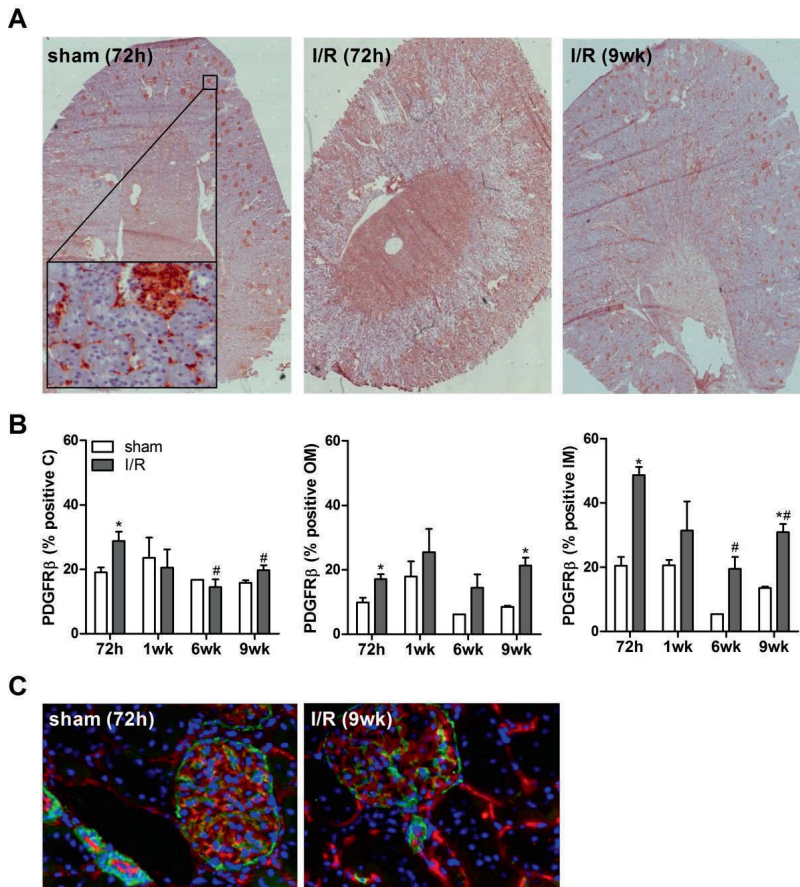 A
sham (72h)
I/R (72h)
I/R (9wk)
B
sham
I/R
PDGFRβ (% positive C)
60
40
20
0
*
#
#
72h 1wk 6wk 9wk
PDGFRβ (% positive OM)
60
40
20
0
*
*
72h 1wk 6wk 9wk
PDGFRβ (% positive IM)
60
40
20
0
*
#
*#
72h 1wk 6wk 9wk
C
sham (72h)
I/R (9wk)